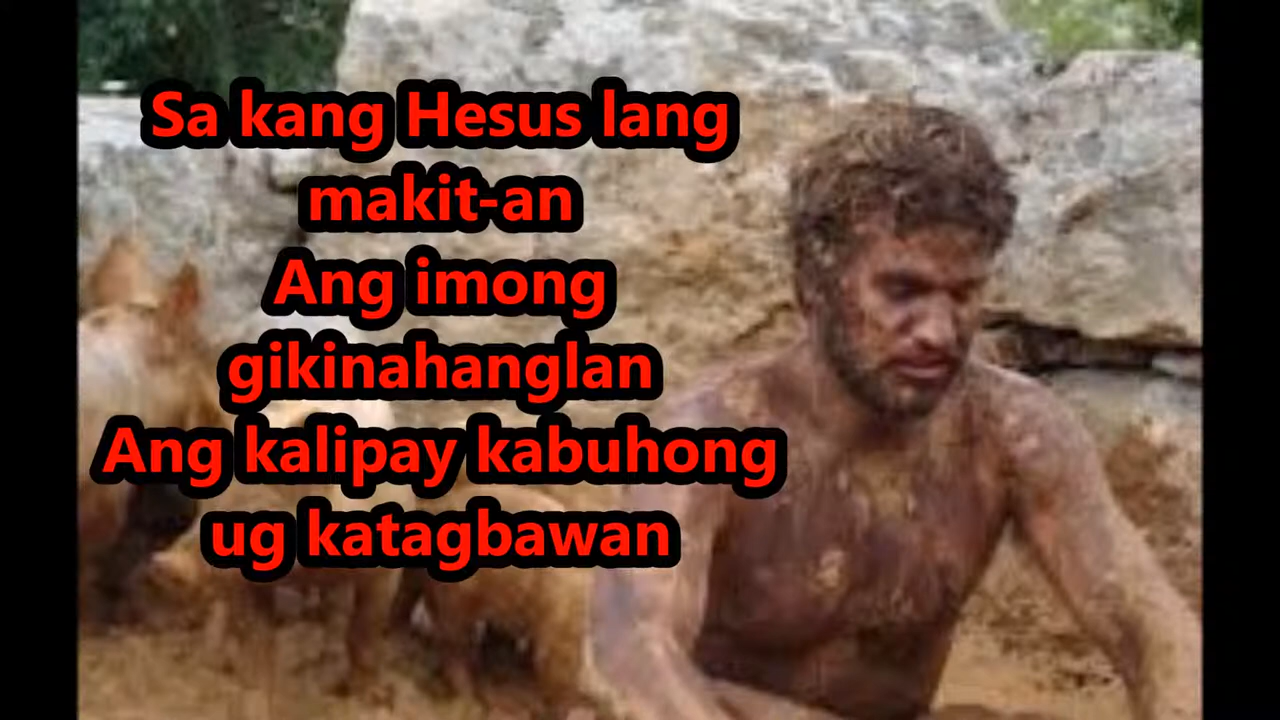 Sa kang Hesus lang
makit-an
Ang imong
gikinahanglan
Ang kalipay kabuhong
ug katagbawan